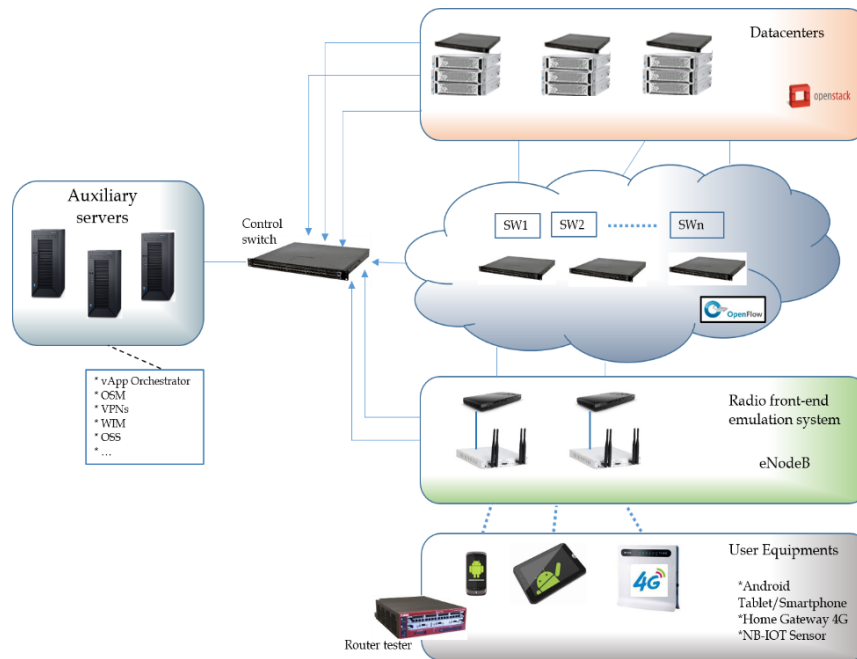 Datacenters
openstack
Auxiliary
servers
Control
switch
SW1
SW2
SWn
OpenFlow
* vApp Orchestrator
* OSM
* VPNs
* WIM
* OSS
* ...
Radio front-end
emulation system
eNodeB
User Equipments
4G
*Android
Tablet/Smartphone
*Home Gateway 4G
*NB-IOT Sensor
Router tester